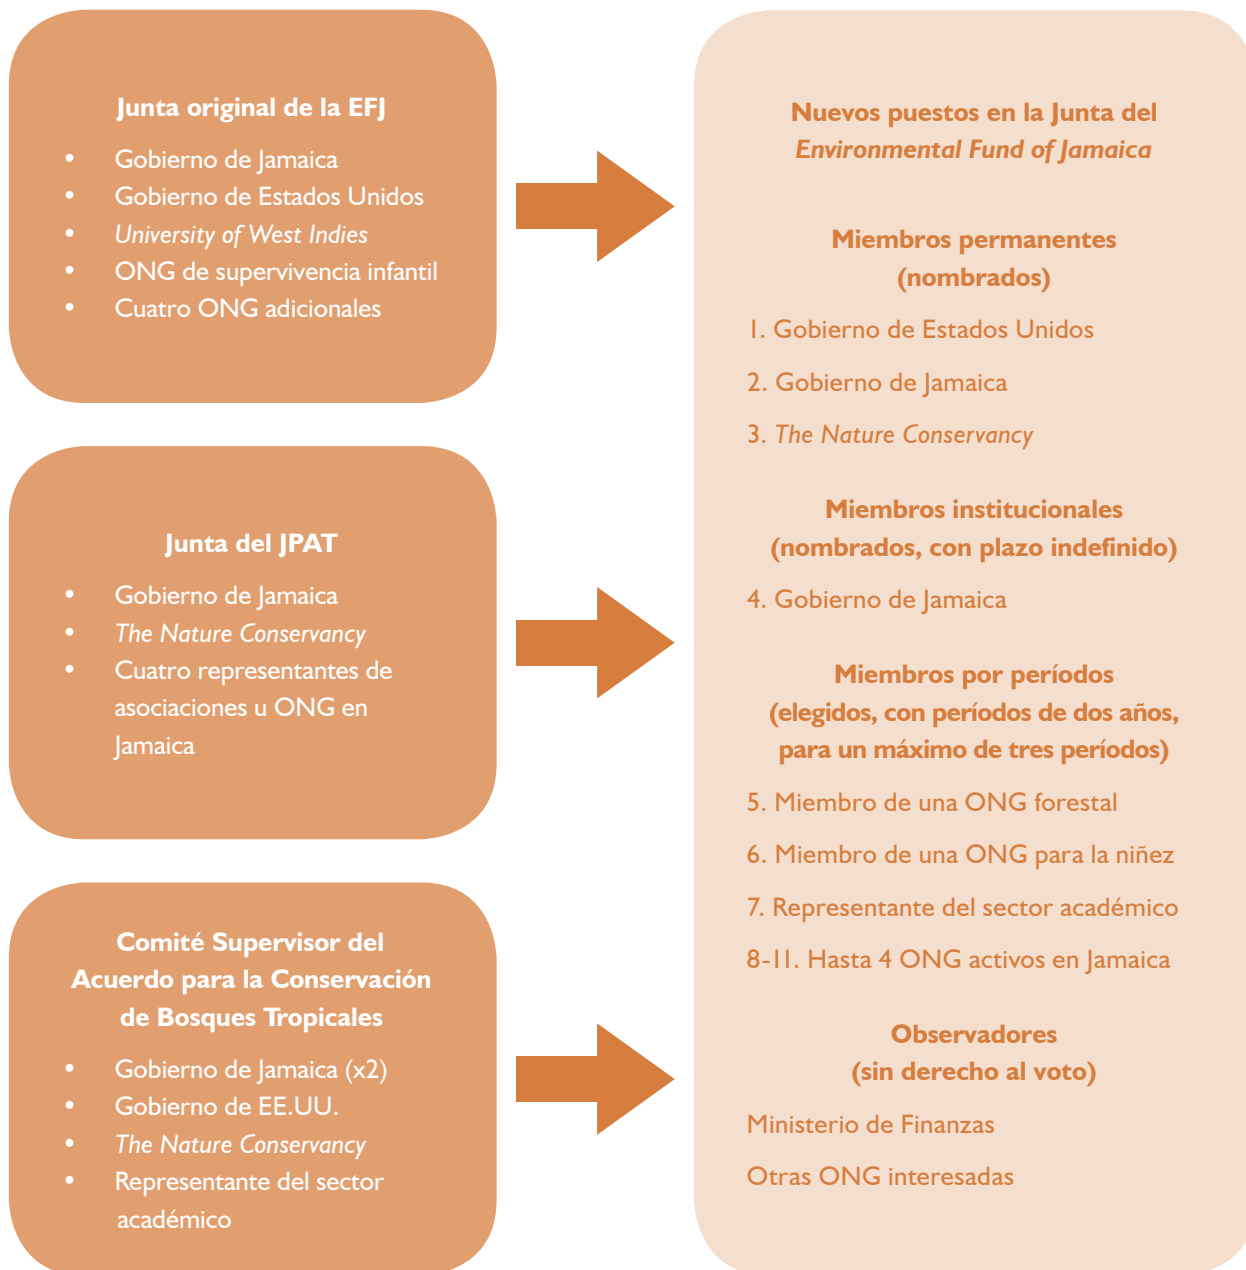 Junta original de la EFJ
• Gobierno de Jamaica
• Gobierno de Estados Unidos
• University of West Indies
• ONG de supervivencia infantil
• Cuatro ONG adicionales
Junta del JPAT
• Gobierno de Jamaica
• The Nature Conservancy
• Cuatro representantes de
asociaciones u ONG en
Jamaica
Comité Supervisor del
Acuerdo para la Conservación
de Bosques Tropicales
• Gobierno de Jamaica (x2)
• Gobierno de EE.UU.
• The Nature Conservancy
• Representante del sector
académico
Nuevos puestos en la Junta del
Environmental Fund of Jamaica
Miembros permanentes
(nombrados)
1. Gobierno de Estados Unidos
2. Gobierno de Jamaica
3. The Nature Conservancy
Miembros institucionales
(nombrados, con plazo indefinido)
4. Gobierno de Jamaica
Miembros por períodos
(elegidos, con períodos de dos años,
para un máximo de tres períodos)
5. Miembro de una ONG forestal
6. Miembro de una ONG para la niñez
7. Representante del sector académico
8-11. Hasta 4 ONG activos en Jamaica
Observadores
(sin derecho al voto)
Ministerio de Finanzas
Otras ONG interesadas